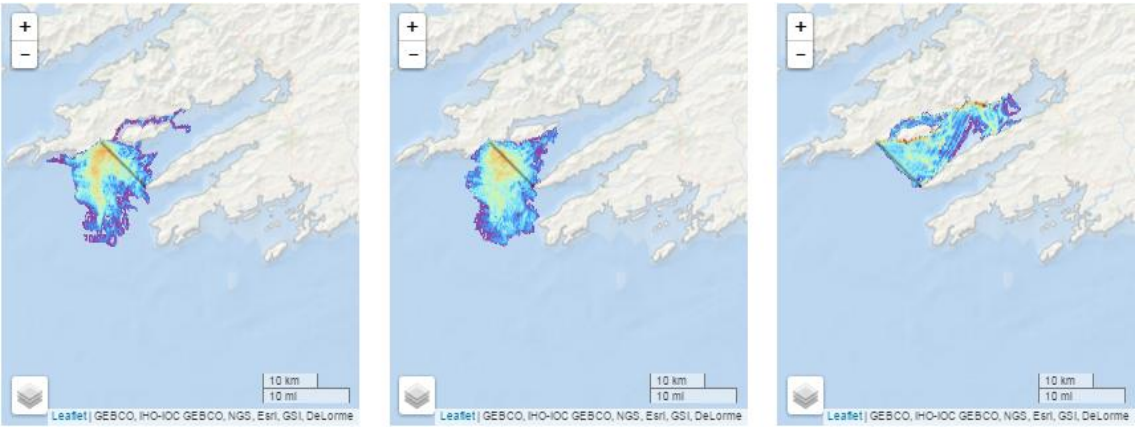 +
−
10 km
10 mi
Leaflet | GEBCO, IHO-IOC GEBCO, NGS, Esri, GSI, DeLorme
+
−
10 km
10 mi
Leaflet | GEBCO, IHO-IOC GEBCO, NGS, Esri, GSI, DeLorme
+
−
10 km
10 mi
Leaflet | GEBCO, IHO-IOC GEBCO, NGS, Esri, GSI, DeLorme